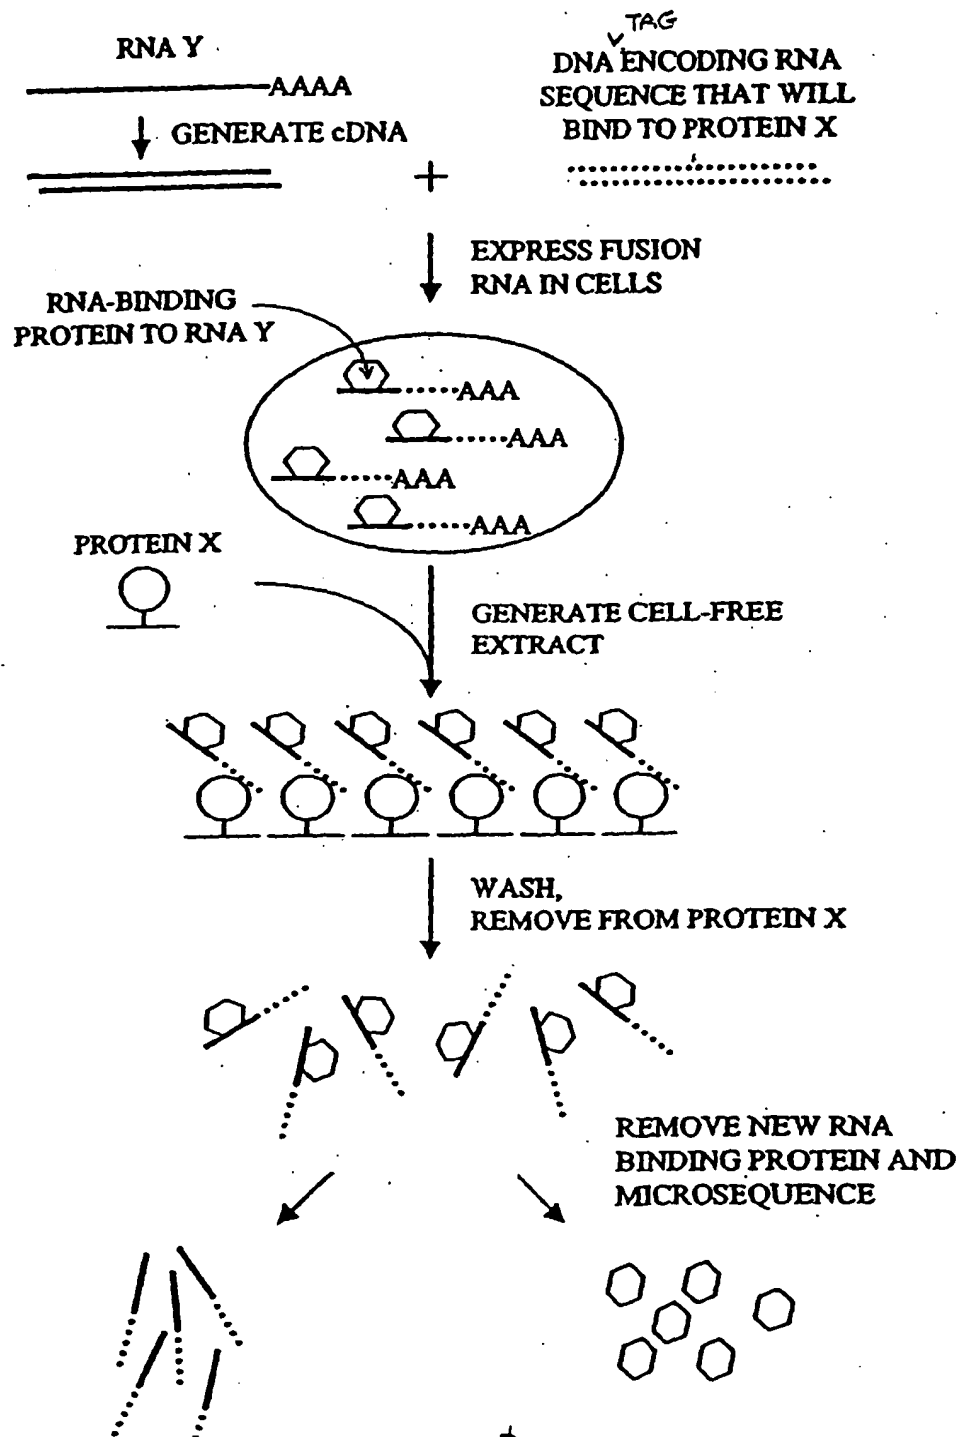 RNA Y
TAG
DNA ENCODING RNA
SEQUENCE THAT WILL
BIND TO PROTEIN X
AAAA
GENERATE cDNA
+
EXPRESS FUSION
RNA IN CELLS
RNA-BINDING
PROTEIN TO RNA Y
AAA
AAA
AAA
AAA
PROTEIN X
GENERATE CELL-FREE
EXTRACT
WASH,
REMOVE FROM PROTEIN X
REMOVE NEW RNA
BINDING PROTEIN AND
MICROSEQUENCE